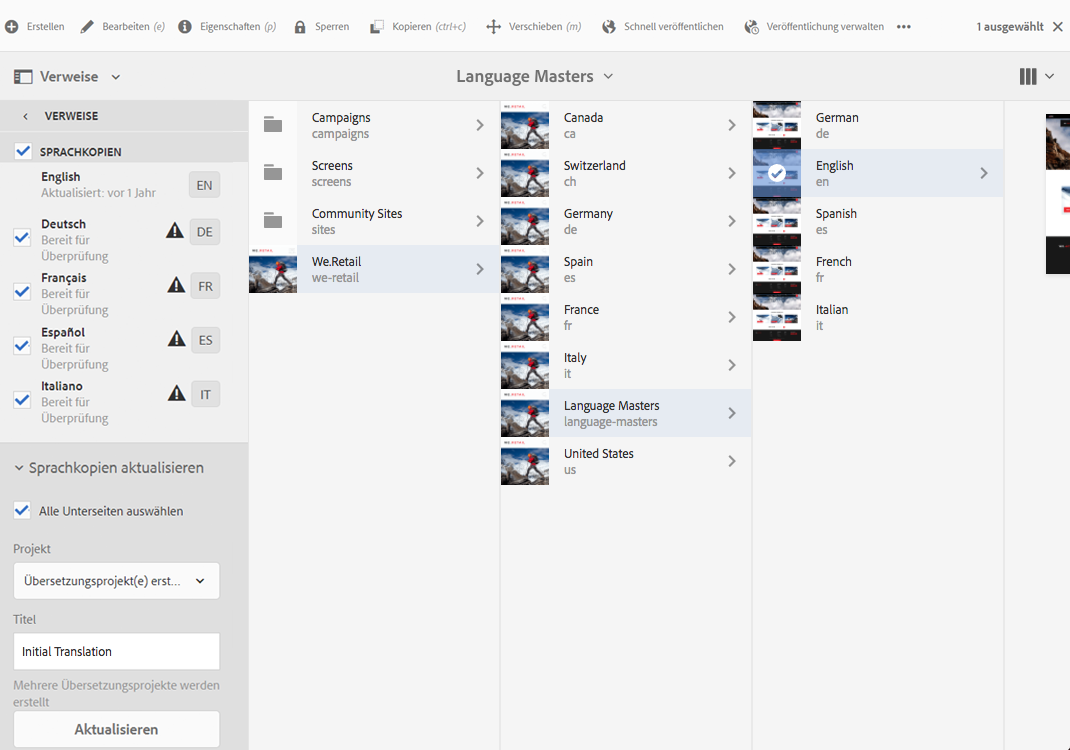 Erstellen
Bearbeiten (e)
Eigenschaften (p)
Sperren
Kopieren (ctrl+c)
Verschieben (m)
Schnell veröffentlichen
Veröffentlichung verwalten
1 ausgewählt
Verweise
Language Masters
VERWEISE
SPRACHKOPIEN
English
Aktualisiert: vor 1 Jahr
EN
Deutsch
Bereit für
Überprüfung
DE
Français
Bereit für
Überprüfung
FR
Español
Bereit für
Überprüfung
ES
Italiano
Bereit für
Überprüfung
IT
Sprachkopien aktualisieren
Alle Unterseiten auswählen
Projekt
Übersetzungsprojekt(e) erst...
Titel
Initial Translation
Mehrere Übersetzungsprojekte werden
erstellt
Aktualisieren
Campaigns
campaigns
Screens
screens
Community Sites
sites
We.Retail
we-retail
Canada
ca
Switzerland
ch
Germany
de
Spain
es
France
fr
Italy
it
Language Masters
language-masters
United States
us
German
de
English
en
Spanish
es
French
fr
Italian
it